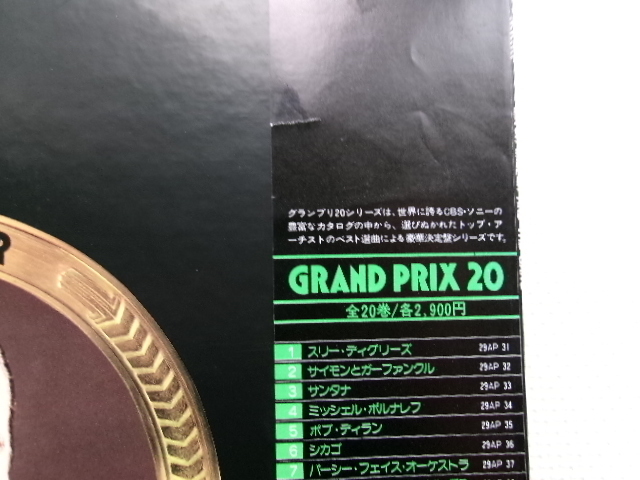 R
グランプリ20シリーズは、世界に誇るCBS・ソニーの
豊富なカタログの中から、選びぬかれたトップ・ア
ーチストのベスト選曲による豪華決定盤シリーズです。
GRAND PRIX 20
全20巻/各2,900円
1 スリー・ディグリーズ 29AP 31
2 サイモンとガーファンクル 29AP 32
3 サンタナ 29AP 33
4 ミッシェル・ポルナレフ 29AP 34
5 ボブ・ディラン 29AP 35
6 シカゴ 29AP 36
7 パーシー・フェイス・オーケストラ 29AP 37